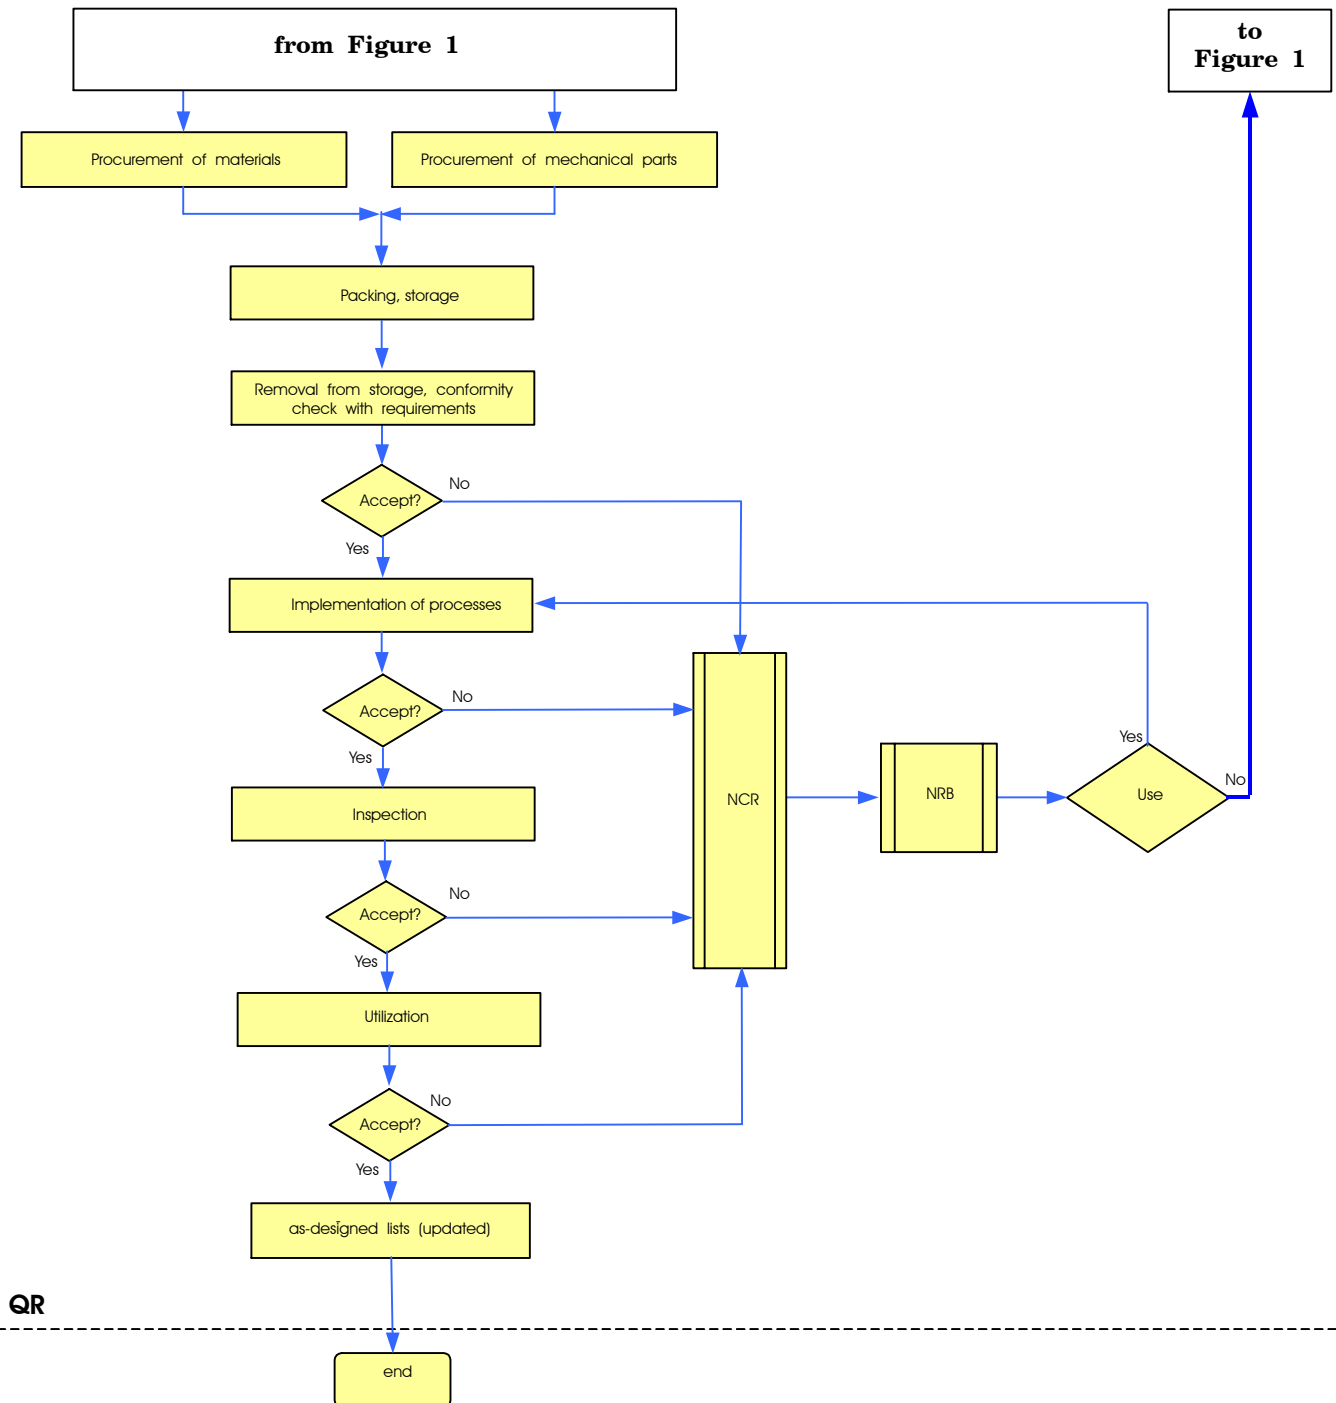 from Figure 1
to
Figure 1
Procurement of materials
Procurement of mechanical parts
Packing, storage
Removal from storage, conformity
check with requirements
Accept?
No
Yes
Implementation of processes
Accept?
No
Yes
Inspection
NCR
NRB
Use
Yes
No
Accept?
No
Yes
Utilization
Accept?
No
Yes
as-designed lists (updated)
QR
end